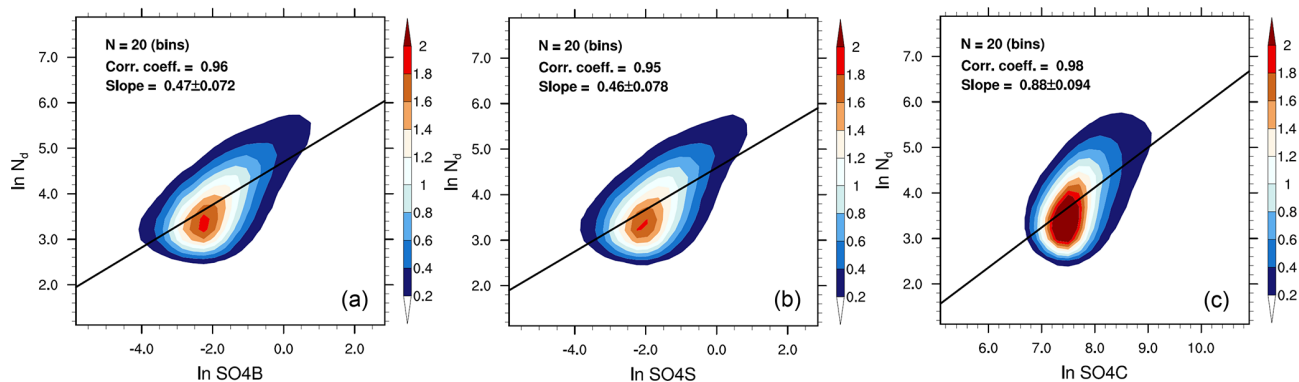 N = 20 (bins)
Corr. coeff. = 0.96
Slope = 0.47±0.072
7.0
6.0
5.0
4.0
3.0
2.0
ln N_d
-4.0 -2.0 0.0 2.0
ln SO4B
(a)
2
1.8
1.6
1.4
1.2
1
0.8
0.6
0.4
0.2
N = 20 (bins)
Corr. coeff. = 0.95
Slope = 0.46±0.078
7.0
6.0
5.0
4.0
3.0
2.0
ln N_d
-4.0 -2.0 0.0 2.0
ln SO4S
(b)
2
1.8
1.6
1.4
1.2
1
0.8
0.6
0.4
0.2
N = 20 (bins)
Corr. coeff. = 0.98
Slope = 0.88±0.094
7.0
6.0
5.0
4.0
3.0
2.0
ln N_d
6.0 7.0 8.0 9.0 10.0
ln SO4C
(c)
2
1.8
1.6
1.4
1.2
1
0.8
0.6
0.4
0.2